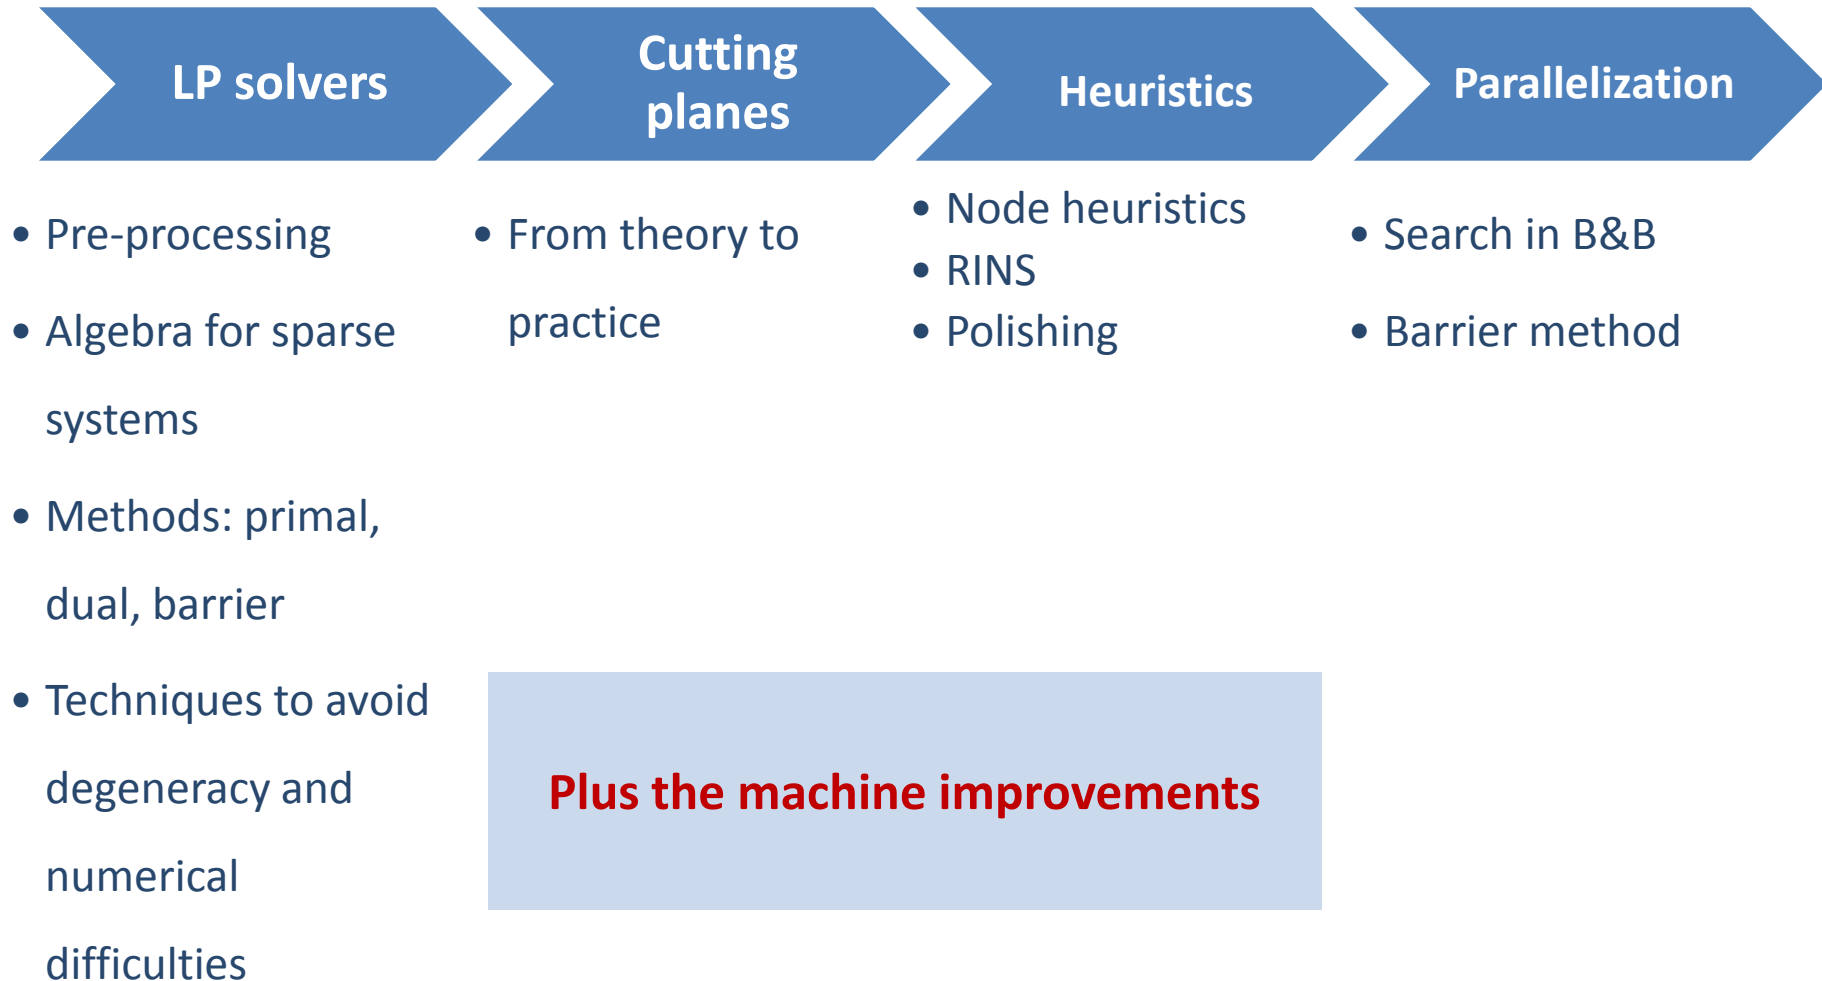 LP solvers
• Pre-processing
• Algebra for sparse
systems
• Methods: primal,
dual, barrier
• Techniques to avoid
degeneracy and
numerical
difficulties
Cutting
planes
• From theory to
practice
Heuristics
• Node heuristics
• RINS
• Polishing
Parallelization
• Search in B&B
• Barrier method
Plus the machine improvements